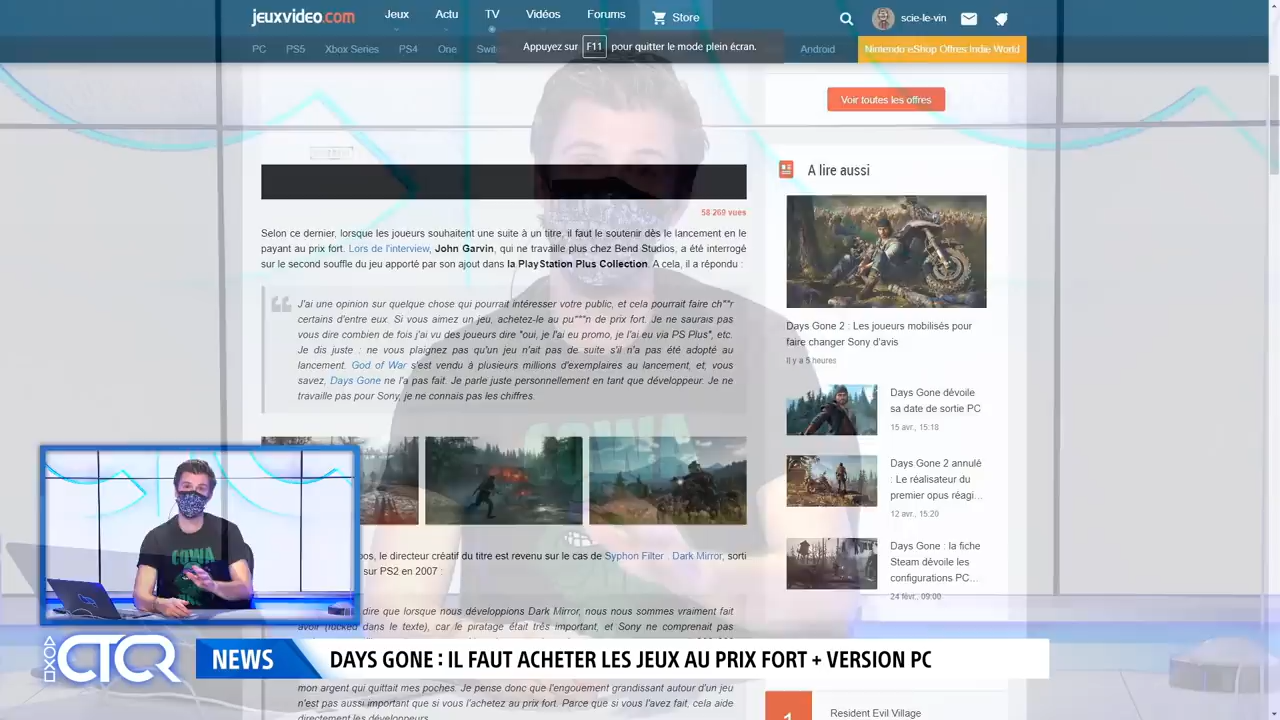 jeuxvideo.com
Jeux Actu TV Vidéos Forums Store
scie-le-vin
PC PS5 Xbox Series PS4 One
Android Nintendo eShop Offres Indie World
Appuyez sur F11 pour quitter le mode plein écran.
Voir toutes les offres
58 269 vues
Selon ce dernier, lorsque les joueurs souhaitent une suite à un titre, il faut le soutenir dès le lancement en le
payant au prix fort. Lors de l'interview, John Garvin, qui ne travaille plus chez Bend Studios, a été interrogé
sur le second souffle du jeu apporté par son ajout dans la PlayStation Plus Collection. A cela, il a répondu :
J'ai une opinion sur quelque chose qui pourrait intéresser votre public, et cela pourrait faire ch**r
certains d'entre eux. Si vous aimez un jeu, achetez-le au pu***n de prix fort. Je ne saurais pas
vous dire combien de fois j'ai vu des joueurs dire "oui, je l'ai eu promo, je l'ai eu via PS Plus", etc.
Je dis juste : ne vous plaignez pas qu'un jeu n'ait pas de suite s'il n'a pas été adopté au
lancement. God of War s'est vendu à plusieurs millions d'exemplaires au lancement, et, vous
savez, Days Gone ne l'a pas fait. Je parle juste personnellement en tant que développeur. Je ne
travaille pas pour Sony, je ne connais pas les chiffres.
le directeur créatif du titre est revenu sur le cas de Syphon Filter : Dark Mirror, sorti
sur PS2 en 2007 :
dire que lorsque nous développions Dark Mirror, nous nous sommes vraiment fait
avoir (fucked dans le texte), car le piratage était très important, et Sony ne comprenait pas
mon argent qui quittait mes poches. Je pense donc que l'engouement grandissant autour d'un jeu
n'est pas aussi important que si vous l'achetez au prix fort. Parce que si vous l'avez fait, cela aide
directement les développeurs.
A lire aussi
Days Gone 2 : Les joueurs mobilisés pour
faire changer Sony d'avis
Il y a 5 heures
Days Gone dévoile
sa date de sortie PC
15 avr., 15:18
Days Gone 2 annulé
: Le réalisateur du
premier opus réagi...
12 avr., 15:20
Days Gone : la fiche
Steam dévoile les
configurations PC...
24 févr., 09:00
1 Resident Evil Village
COWA
COWA
CTCR
NEWS
DAYS GONE : IL FAUT ACHETER LES JEUX AU PRIX FORT + VERSION PC